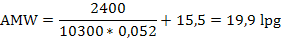 AMW = 2400 / 10300 * 0,052 + 15,5 = 19,9 lpg